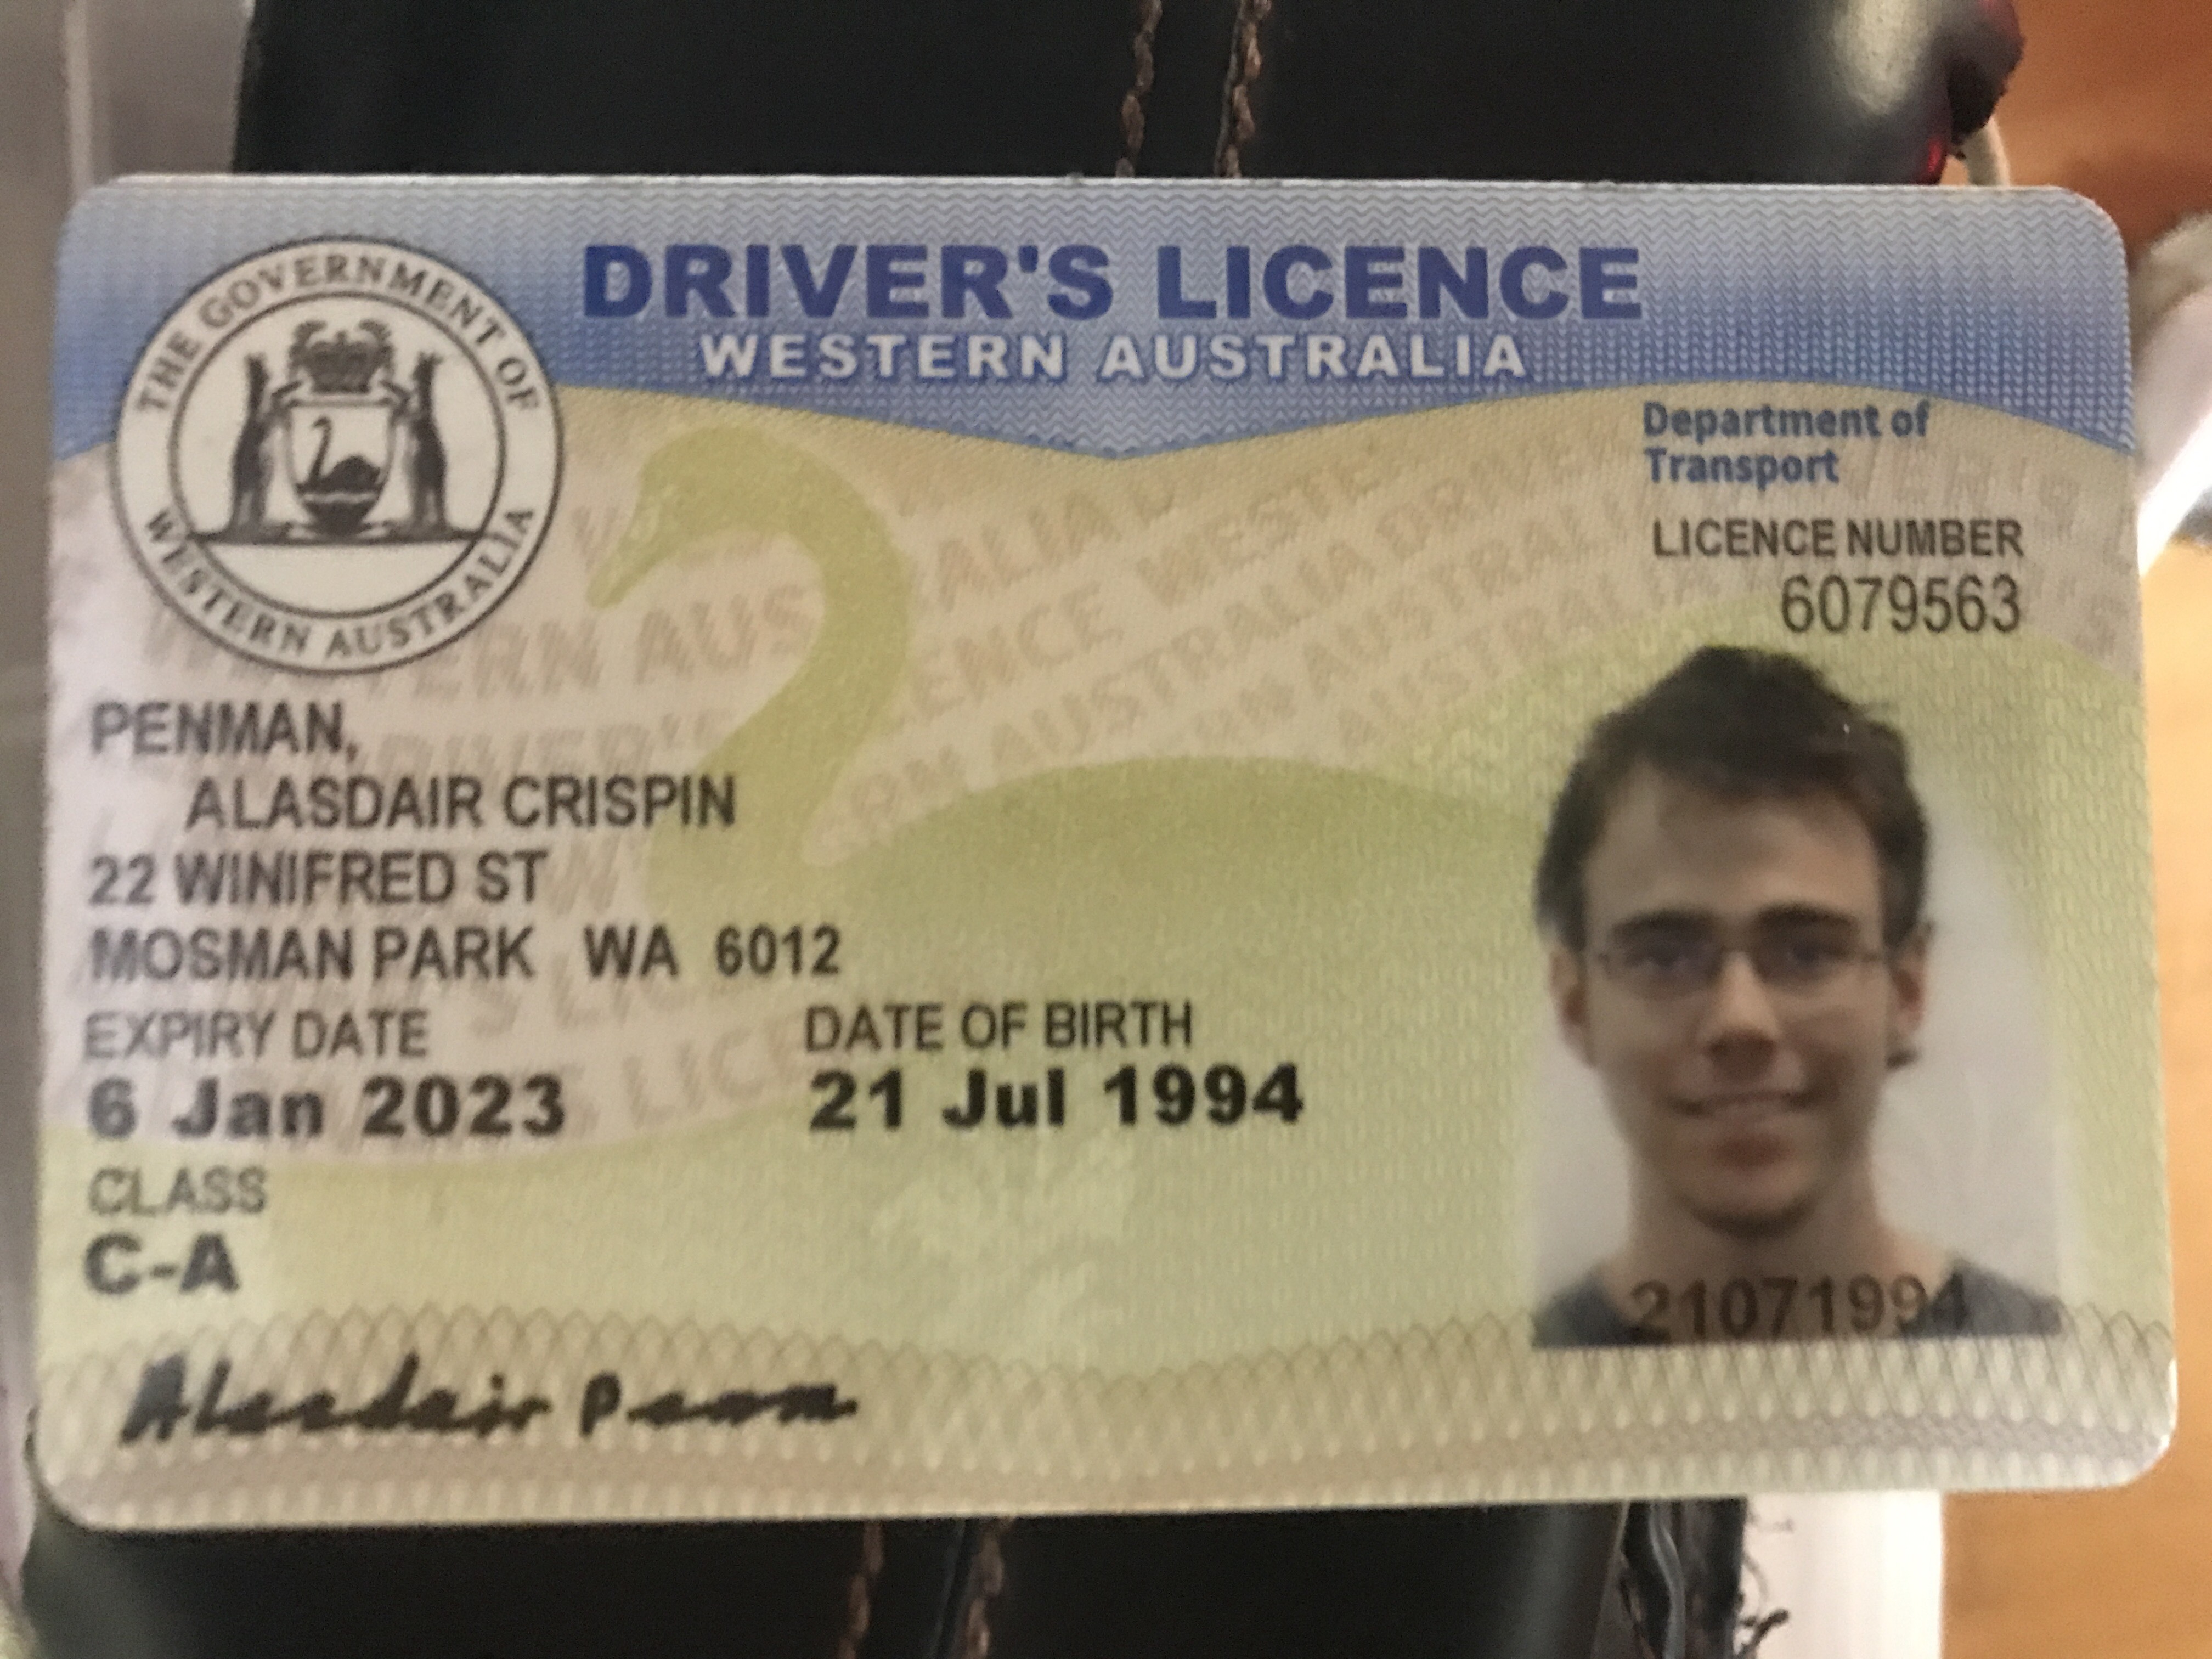 DRIVER'S LICENCE
WESTERN AUSTRALIA
THE GOVERNMENT OF
WESTERN AUSTRALIA
Department of
Transport
LICENCE NUMBER
6079563
PENMAN,
ALASDAIR CRISPIN
22 WINIFRED ST
MOSMAN PARK WA 6012
EXPIRY DATE
6 Jan 2023
DATE OF BIRTH
21 Jul 1994
CLASS
C-A
21071994
Alasdair Penman